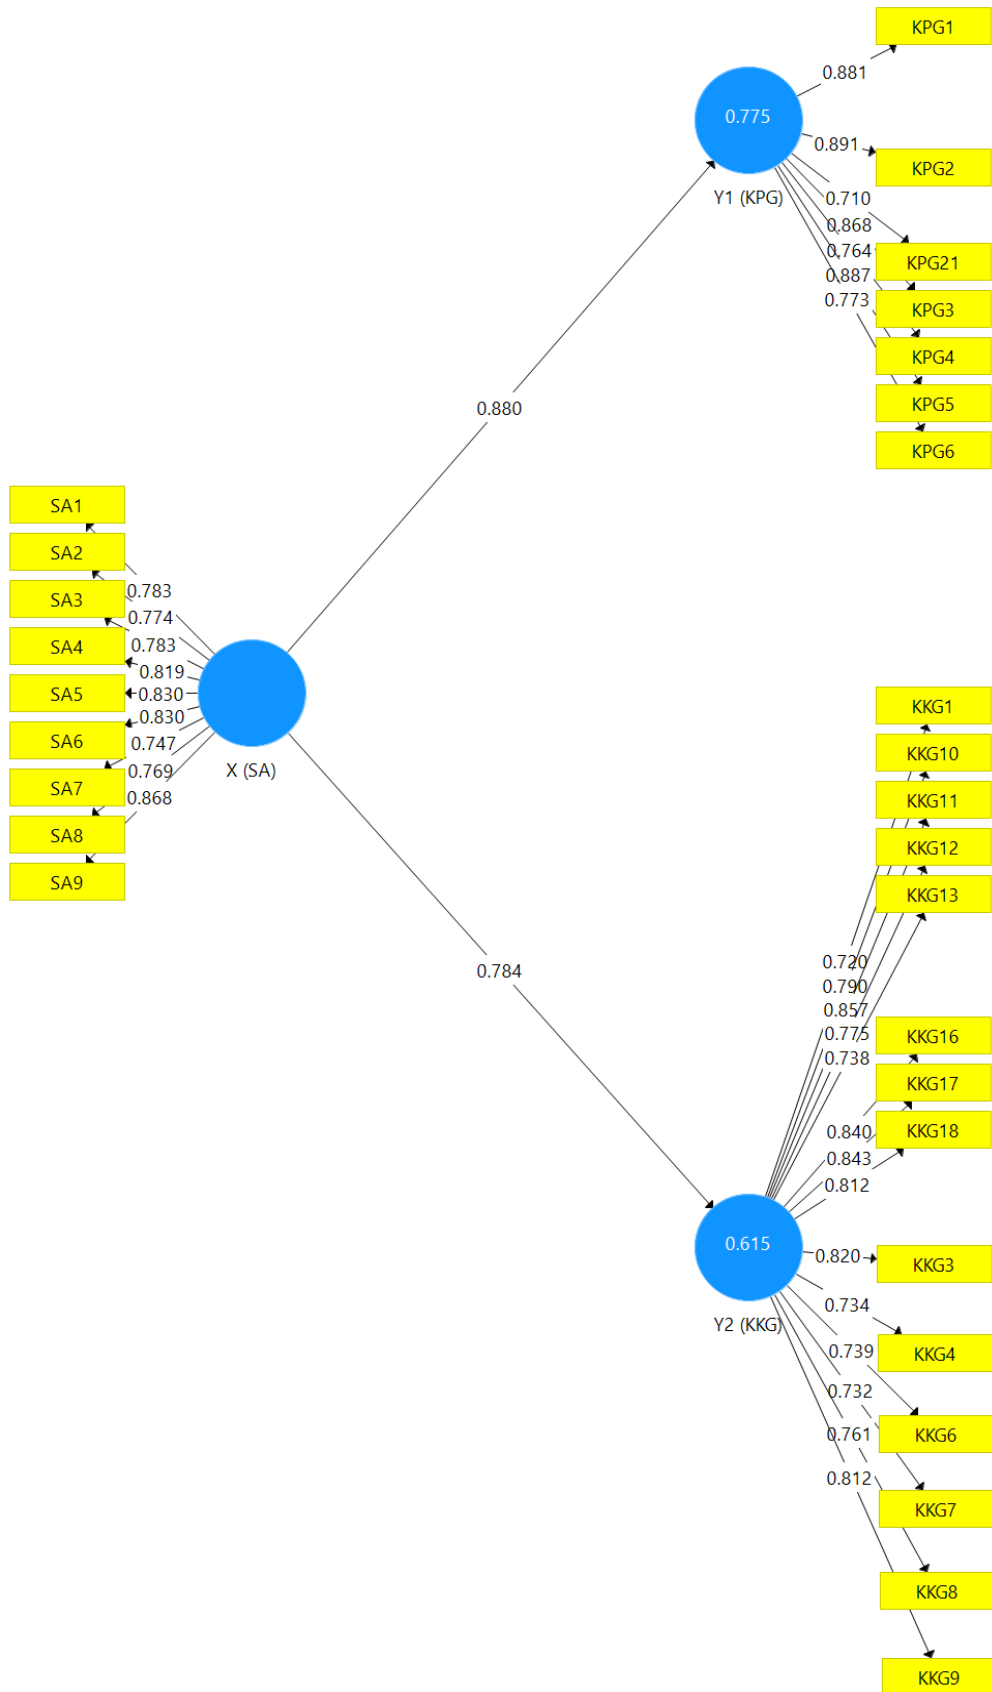 KPG1
0.881
0.775
0.891
KPG2
Y1 (KPG)
0.710
0.868
0.764
0.887
0.773
KPG21
KPG3
KPG4
KPG5
KPG6
0.880
SA1
SA2
SA3
SA4
SA5
SA6
SA7
SA8
SA9
0.783
0.774
0.783
0.819
0.830
0.830
0.747
0.769
0.868
X (SA)
0.784
KKG1
KKG10
KKG11
KKG12
KKG13
0.720
0.790
0.857
0.775
0.738
KKG16
KKG17
KKG18
0.840
0.843
0.812
0.615
Y2 (KKG)
0.820
KKG3
0.734
KKG4
0.739
0.732
KKG6
0.761
0.812
KKG7
KKG8
KKG9